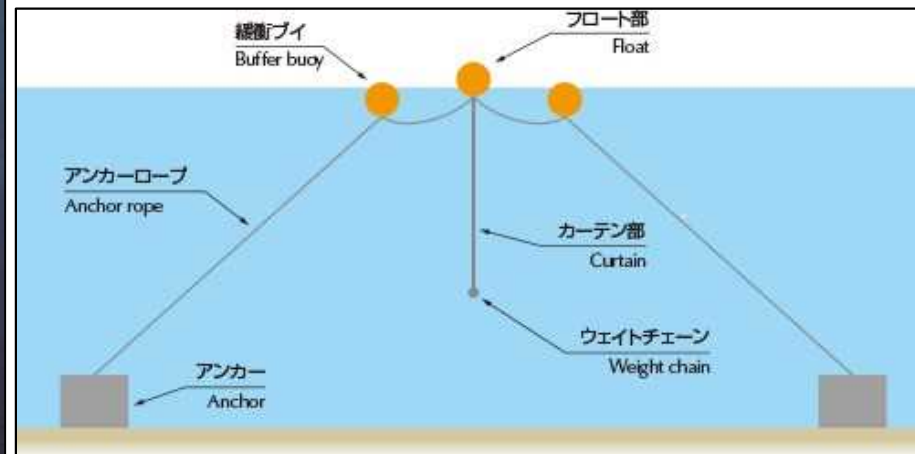 緩衝ブイ
Buffer buoy
フロート部
Float
アンカーロープ
Anchor rope
カーテン部
Curtain
ウェイトチェーン
Weight chain
アンカー
Anchor